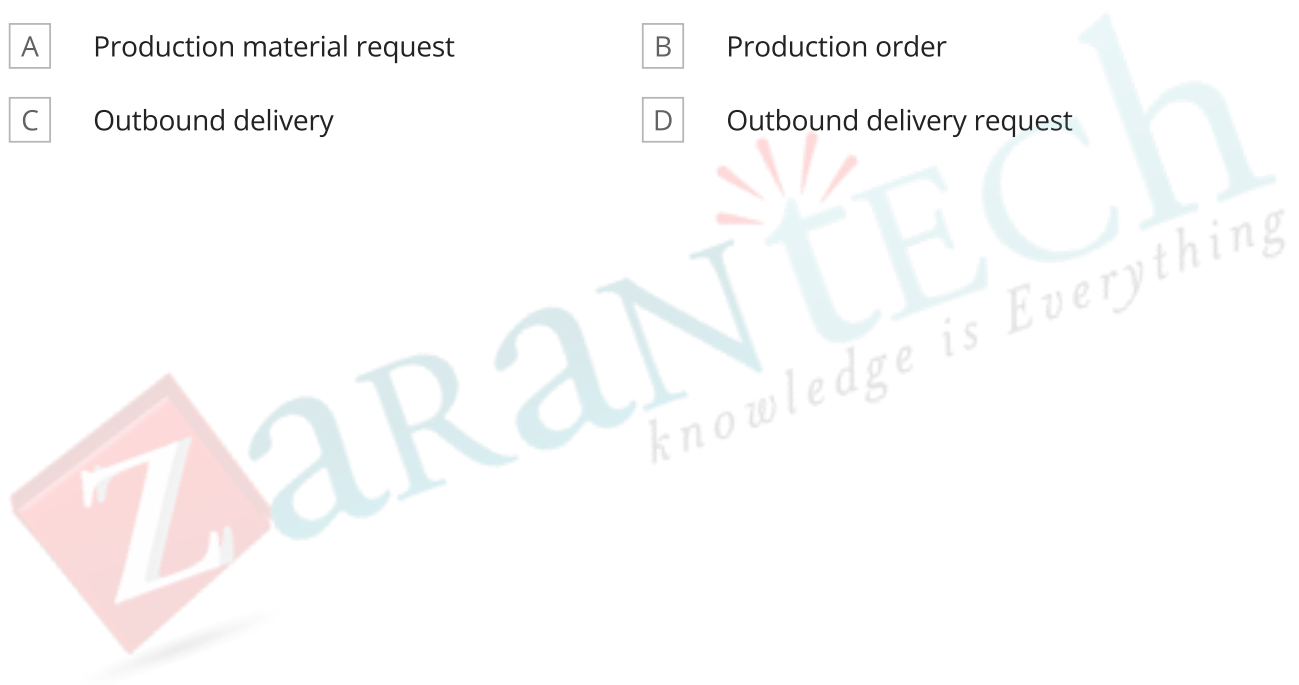 A Production material request
B Production order
C Outbound delivery
D Outbound delivery request
ZaRaNtECh
knowledge is Everything